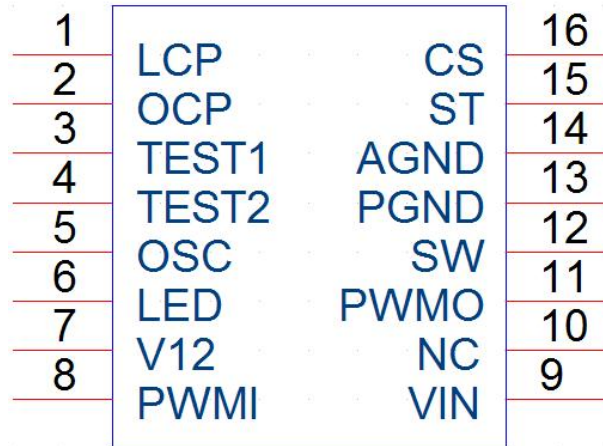 1 LCP CS 16
2 OCP ST 15
3 TEST1 AGND 14
4 TEST2 PGND 13
5 OSC SW 12
6 LED PWMO 11
7 V12 NC 10
8 PWMI VIN 9